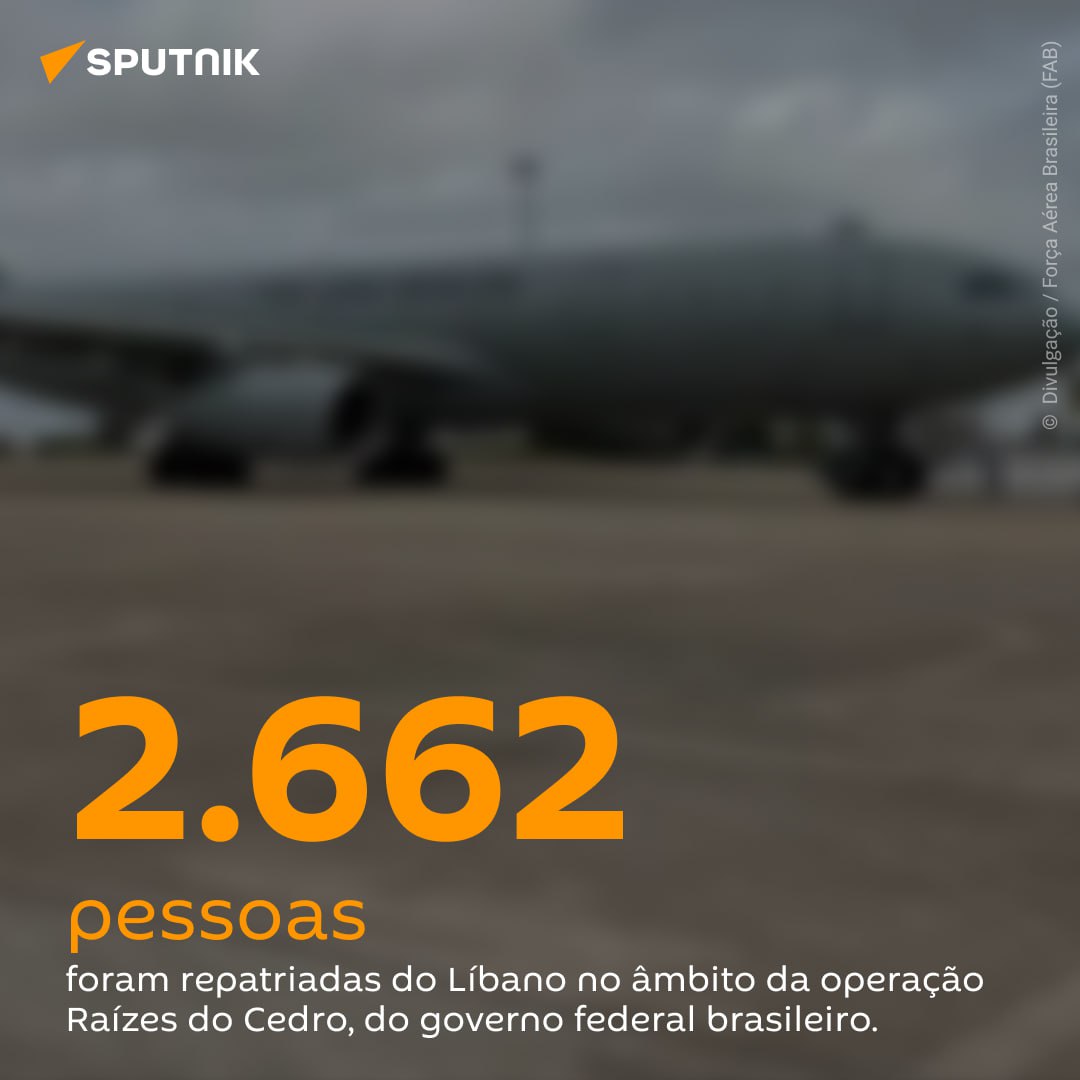 SPUTNIK
© Divulgação / Força Aérea Brasileira (FAB)
2.662
pessoas
foram repatriadas do Líbano no âmbito da operação
Raízes do Cedro, do governo federal brasileiro.